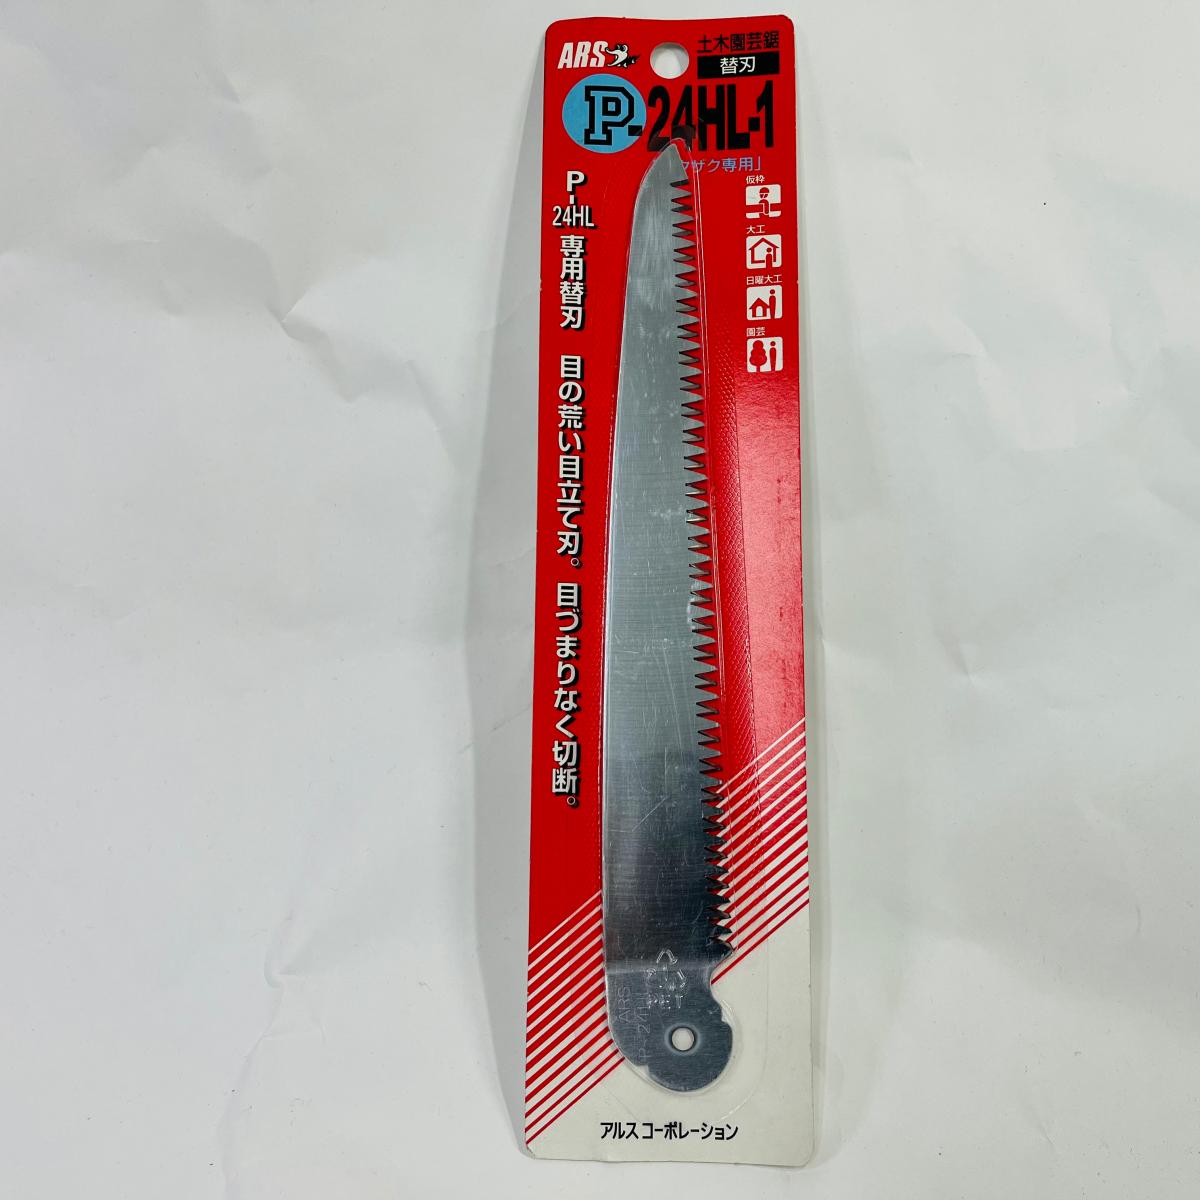 ARS
土木園芸鋸
替刃
P-24HL-1
クザク専用」
仮枠
大工
日曜大工
園芸
P-24HL 専用替刃 目の荒い目立て刃。目づまりなく切断。
PET
ARS
P-24HL
アルス コーポレーション